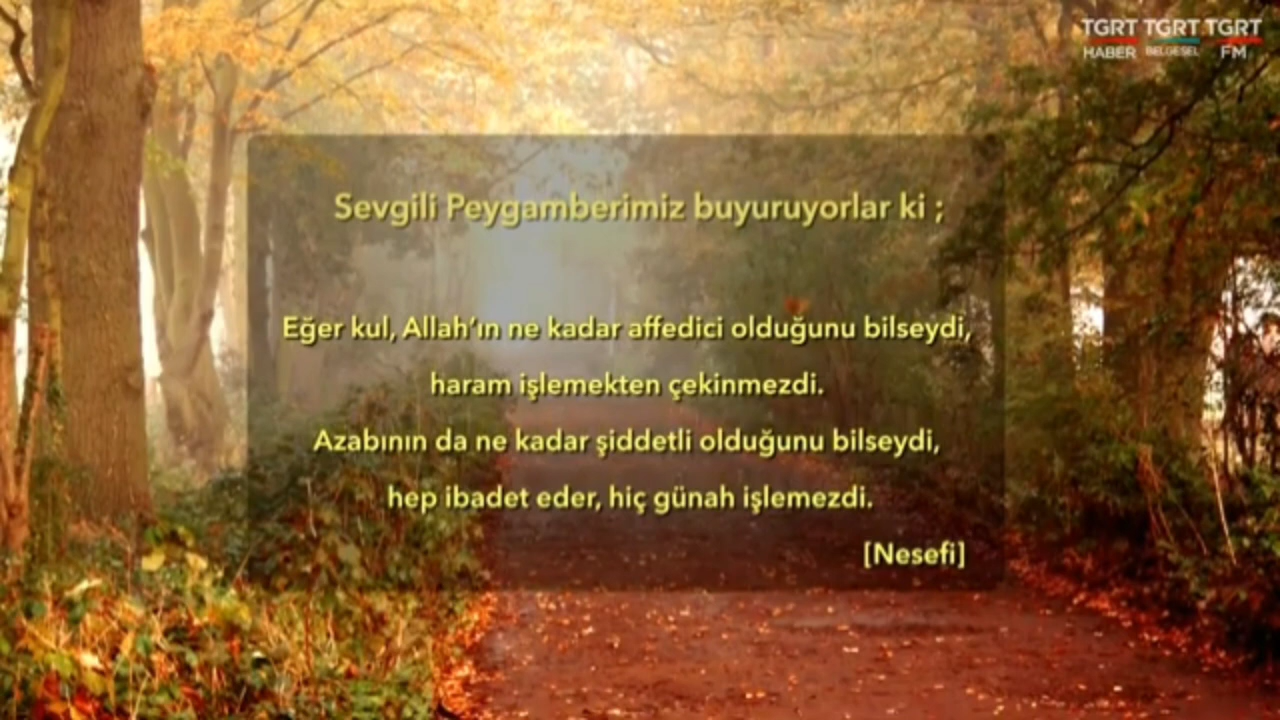 TGRT TGRT TGRT
HABER BELGESEL FM
Sevgili Peygamberimiz buyuruyorlar ki ;
Eğer kul, Allah’ın ne kadar affedici olduğunu bilseydi,
haram işlemekten çekinmezdi.
Azabının da ne kadar şiddetli olduğunu bilseydi,
hep ibadet eder, hiç günah işlemezdi.
[Nesefi]